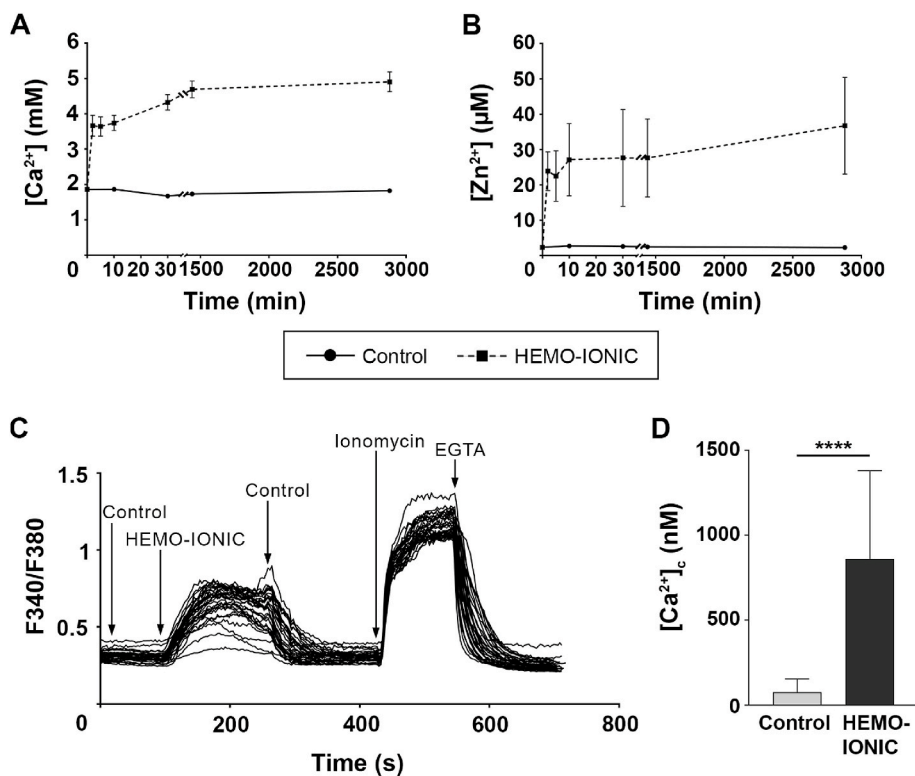 A
[Ca²⁺] (mM)
6
5
4
3
2
1
0
10 20 30 1500 2000 2500 3000
Time (min)
B
[Zn²⁺] (µM)
60
50
40
30
20
10
0
10 20 30 1500 2000 2500 3000
Time (min)
Control HEMO-IONIC
C
F340/F380
1.5
1
0.5
0
Control
HEMO-IONIC
Control
Ionomycin
EGTA
0 200 400 600 800
Time (s)
D
[Ca²⁺]c (nM)
1500
1000
500
0
****
Control HEMO-
IONIC